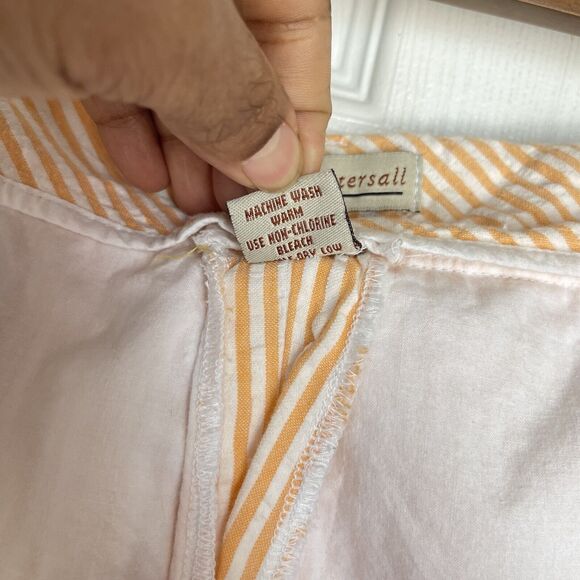 tersall
MACHINE WASH
WARM
USE NON-CHLORINE
BLEACH
DRY LOW